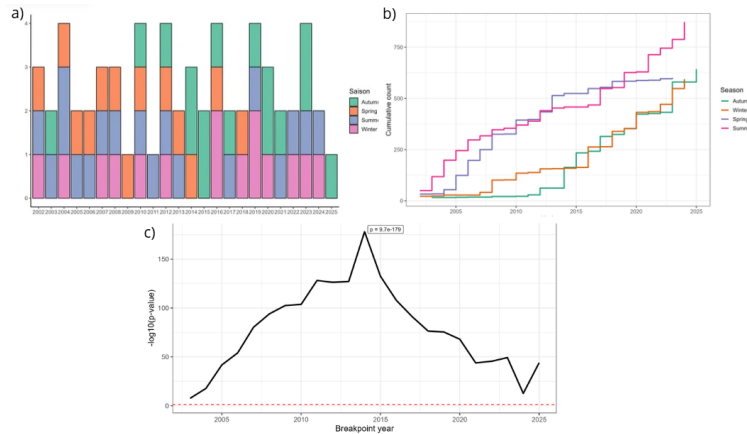 a)
4
3
2
1
0
2002 2003 2004 2005 2006 2007 2008 2009 2010 2011 2012 2013 2014 2015 2016 2017 2018 2019 2020 2021 2022 2023 2024 2025
Saison
Autum
Spring
Summe
Winter
b)
Cumulative count
750
500
250
0
2005 2010 2015 2020 2025
Season
Autum
Winte
Spring
Summ
c)
p = 9.7e-179
-log10(p-value)
150
100
50
0
2005 2010 2015 2020 2025
Breakpoint year